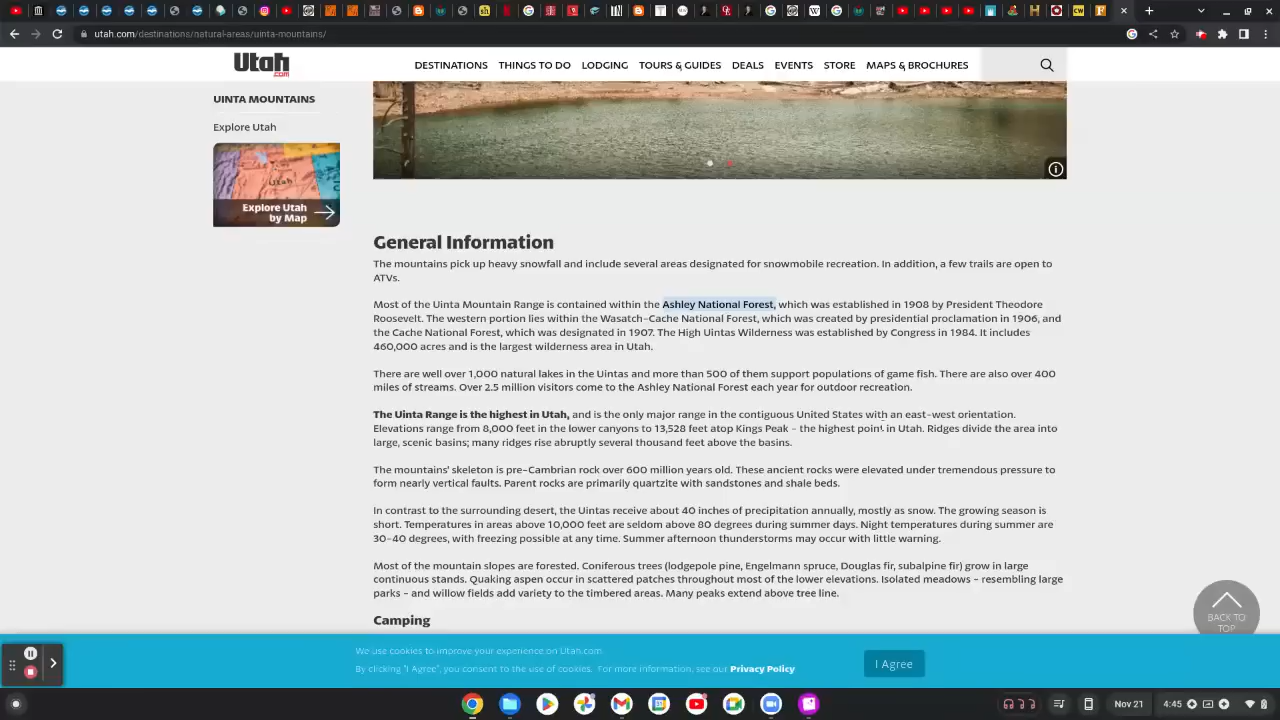 utah.com/destinations/natural-areas/uinta-mountains/
Utah
.com
DESTINATIONS THINGS TO DO LODGING TOURS & GUIDES DEALS EVENTS STORE MAPS & BROCHURES
UINTA MOUNTAINS
Explore Utah
Utah
Explore Utah
by Map
General Information
The mountains pick up heavy snowfall and include several areas designated for snowmobile recreation. In addition, a few trails are open to
ATVs.
Most of the Uinta Mountain Range is contained within the Ashley National Forest, which was established in 1908 by President Theodore
Roosevelt. The western portion lies within the Wasatch-Cache National Forest, which was created by presidential proclamation in 1906, and
the Cache National Forest, which was designated in 1907. The High Uintas Wilderness was established by Congress in 1984. It includes
460,000 acres and is the largest wilderness area in Utah.
There are well over 1,000 natural lakes in the Uintas and more than 500 of them support populations of game fish. There are also over 400
miles of streams. Over 2.5 million visitors come to the Ashley National Forest each year for outdoor recreation.
The Uinta Range is the highest in Utah, and is the only major range in the contiguous United States with an east-west orientation.
Elevations range from 8,000 feet in the lower canyons to 13,528 feet atop Kings Peak - the highest point in Utah. Ridges divide the area into
large, scenic basins; many ridges rise abruptly several thousand feet above the basins.
The mountains' skeleton is pre-Cambrian rock over 600 million years old. These ancient rocks were elevated under tremendous pressure to
form nearly vertical faults. Parent rocks are primarily quartzite with sandstones and shale beds.
In contrast to the surrounding desert, the Uintas receive about 40 inches of precipitation annually, mostly as snow. The growing season is
short. Temperatures in areas above 10,000 feet are seldom above 80 degrees during summer days. Night temperatures during summer are
30-40 degrees, with freezing possible at any time. Summer afternoon thunderstorms may occur with little warning.
Most of the mountain slopes are forested. Coniferous trees (lodgepole pine, Engelmann spruce, Douglas fir, subalpine fir) grow in large
continuous stands. Quaking aspen occur in scattered patches throughout most of the lower elevations. Isolated meadows - resembling large
parks - and willow fields add variety to the timbered areas. Many peaks extend above tree line.
Camping
BACK TO
TOP
We use cookies to improve your experience on Utah.com.
By clicking "I Agree", you consent to the use of cookies. For more information, see our Privacy Policy
I Agree
Nov 21
4:45